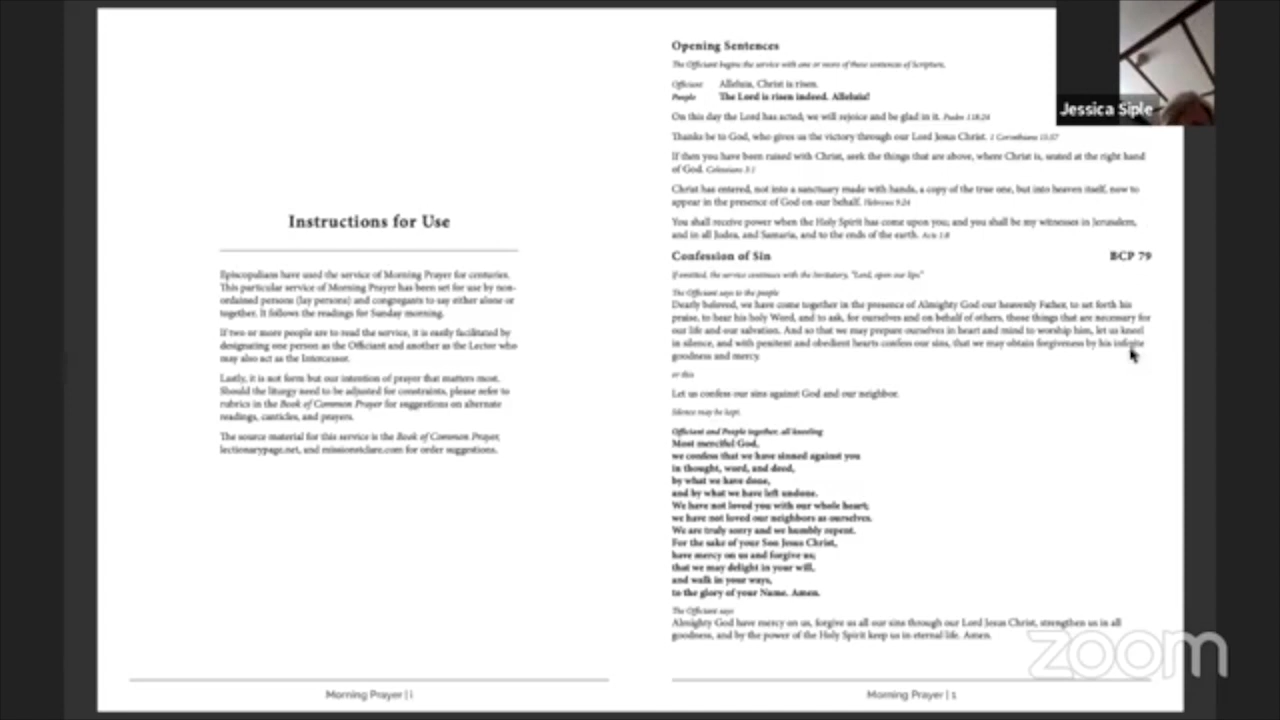 Instructions for Use
Episcopalians have used the service of Morning Prayer for centuries.
This particular service of Morning Prayer has been set for use by non-
ordained persons (lay persons) and congregants to say either alone or
together. It follows the readings for Sunday morning.
If two or more people are to read the service, it is easily facilitated by
designating one person as the Officiant and another as the Lector who
may also act as the Intercessor.
Lastly, it is not form but our intention of prayer that matters most.
Should the liturgy need to be adjusted for constraints, please refer to
rubrics in the Book of Common Prayer for suggestions on alternate
readings, canticles, and prayers.
The source material for this service is the Book of Common Prayer,
lectionarypage.net, and missionstclare.com for order suggestions.
Morning Prayer | i
Opening Sentences
The Officiant begins the service with one or more of these sentences of Scripture.
Officiant Alleluia, Christ is risen.
People The Lord is risen indeed. Alleluia!
On this day the Lord has acted; we will rejoice and be glad in it. Psalm 118:24
Thanks be to God, who gives us the victory through our Lord Jesus Christ. 1 Corinthians 15:57
If then you have been raised with Christ, seek the things that are above, where Christ is, seated at the right hand
of God. Colossians 3:1
Christ has entered, not into a sanctuary made with hands, a copy of the true one, but into heaven itself, now to
appear in the presence of God on our behalf. Hebrews 9:24
You shall receive power when the Holy Spirit has come upon you; and you shall be my witnesses in Jerusalem,
and in all Judea, and Samaria, and to the ends of the earth. Acts 1:8
Confession of Sin BCP 79
If omitted, the service continues with the Invitatory, "Lord, open our lips."
The Officiant says to the people
Dearly beloved, we have come together in the presence of Almighty God our heavenly Father, to set forth his
praise, to hear his holy Word, and to ask, for ourselves and on behalf of others, those things that are necessary for
our life and our salvation. And so that we may prepare ourselves in heart and mind to worship him, let us kneel
in silence, and with penitent and obedient hearts confess our sins, that we may obtain forgiveness by his infinite
goodness and mercy.
or this
Let us confess our sins against God and our neighbor.
Silence may be kept.
Officiant and People together, all kneeling
Most merciful God,
we confess that we have sinned against you
in thought, word, and deed,
by what we have done,
and by what we have left undone.
We have not loved you with our whole heart;
we have not loved our neighbors as ourselves.
We are truly sorry and we humbly repent.
For the sake of your Son Jesus Christ,
have mercy on us and forgive us;
that we may delight in your will,
and walk in your ways,
to the glory of your Name. Amen.
The Officiant says
Almighty God have mercy on us, forgive us all our sins through our Lord Jesus Christ, strengthen us in all
goodness, and by the power of the Holy Spirit keep us in eternal life. Amen.
Morning Prayer | 1
Jessica Siple
zoom